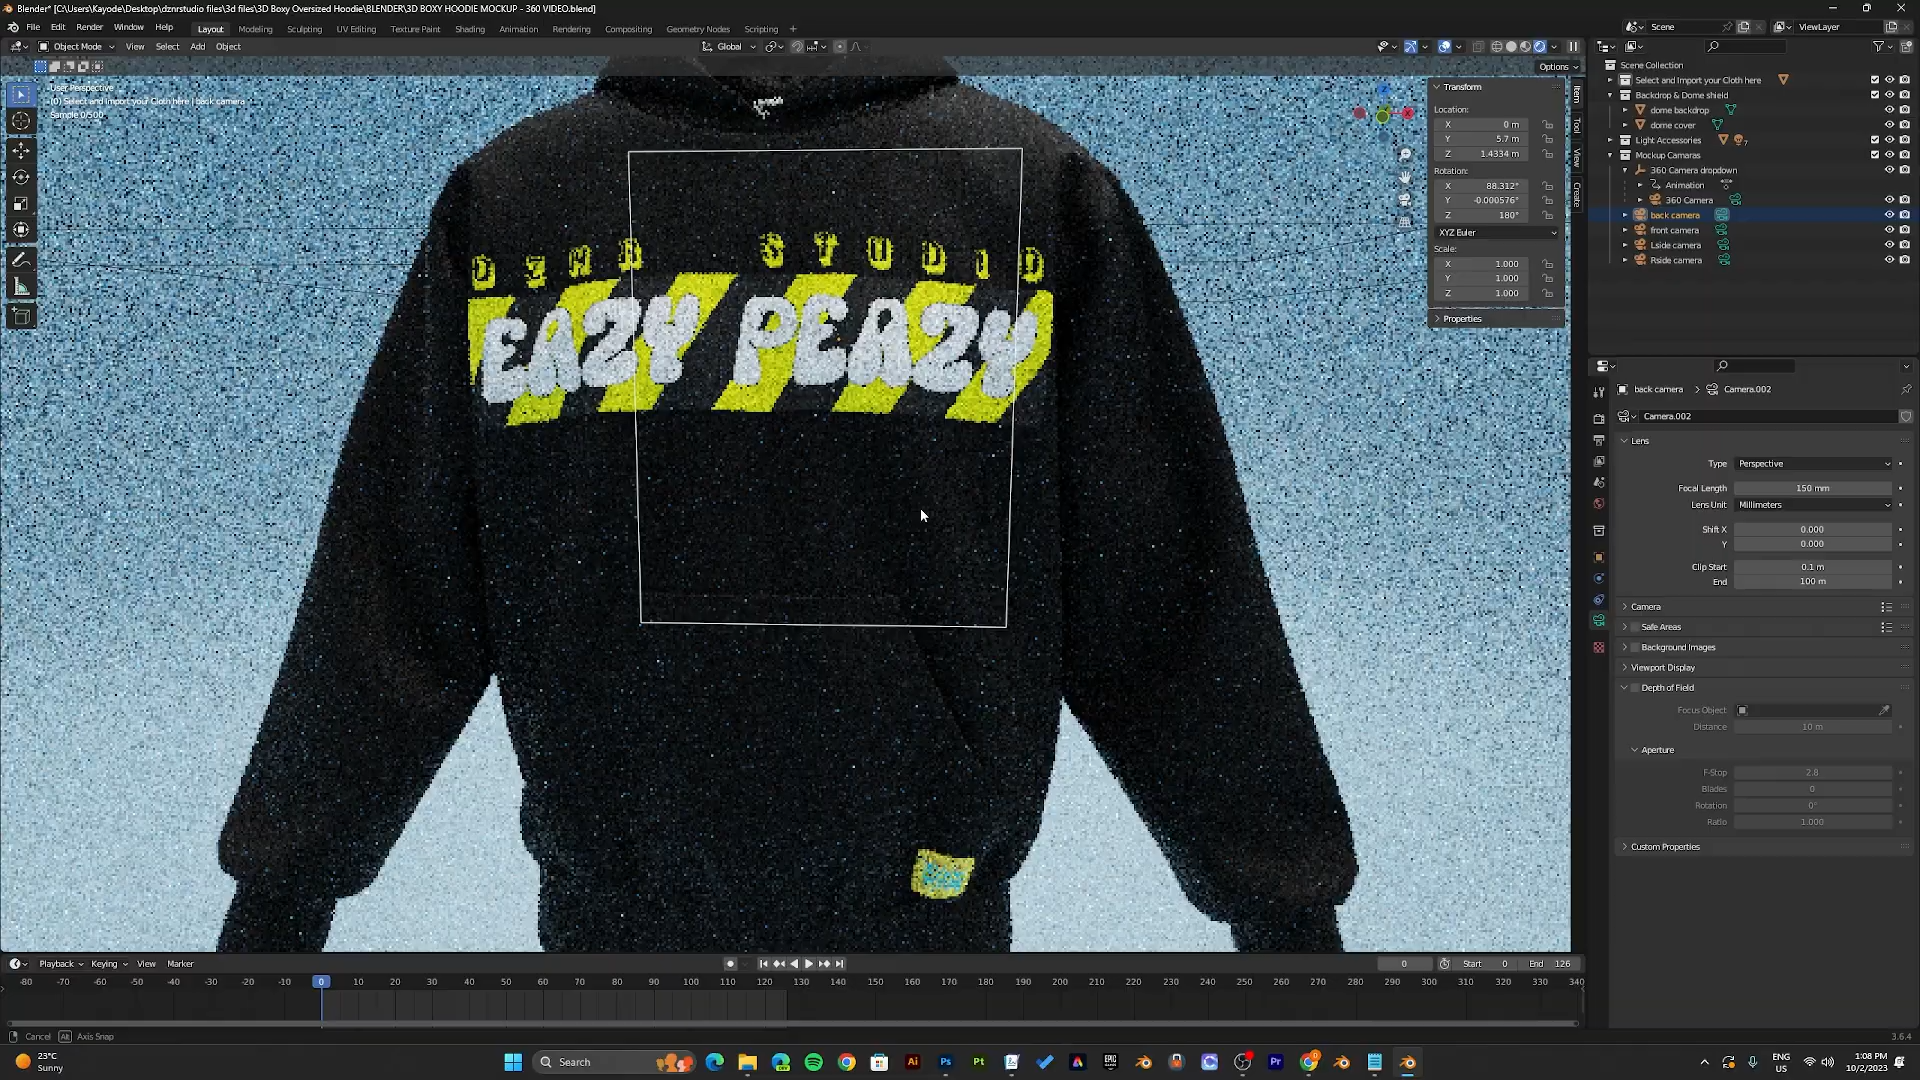 Blender* [C:\Users\Kayode\Desktop\dznrstudio files\3d files\3D Boxy Oversized Hoodie\BLENDER\3D BOXY HOODIE MOCKUP - 360 VIDEO.blend]
File Edit Render Window Help Layout Modeling Sculpting UV Editing Texture Paint Shading Animation Rendering Compositing Geometry Nodes Scripting + Scene ViewLayer
Object Mode View Select Add Object Global
Options
User Perspective
(0) Select and Import your Cloth here | back camera
Sample 0/500
DZNR STUDIO
EAZY PEAZY
Transform
Location:
X 0 m
Y 5.7 m
Z 1.4334 m
Rotation:
X 88.312°
Y -0.000576°
Z 180°
XYZ Euler
Scale:
X 1.000
Y 1.000
Z 1.000
Properties
Item
Tool
View
Create
Scene Collection
Select and Import your Cloth here
Backdrop & Dome shield
dome backdrop
dome cover
Light Accessories 7
Mockup Camaras
360 Camera dropdown
Animation
360 Camera
back camera
front camera
Lside camera
Rside camera
back camera > Camera.002
Camera.002
Lens
Type Perspective
Focal Length 150 mm
Lens Unit Millimeters
Shift X 0.000
Y 0.000
Clip Start 0.1 m
End 100 m
Camera
Safe Areas
Background Images
Viewport Display
Depth of Field
Focus Object
Distance 10 m
Aperture
F-Stop 2.8
Blades 0
Rotation 0°
Ratio 1.000
Custom Properties
Playback Keying View Marker 0 Start 0 End 126
-80 -70 -60 -50 -40 -30 -20 -10 0 10 20 30 40 50 60 70 80 90 100 110 120 130 140 150 160 170 180 190 200 210 220 230 240 250 260 270 280 290 300 310 320 330 340
Cancel Alt Axis Snap 3.6.4
23°C
Sunny
Search
ENG
US
1:08 PM
10/2/2023